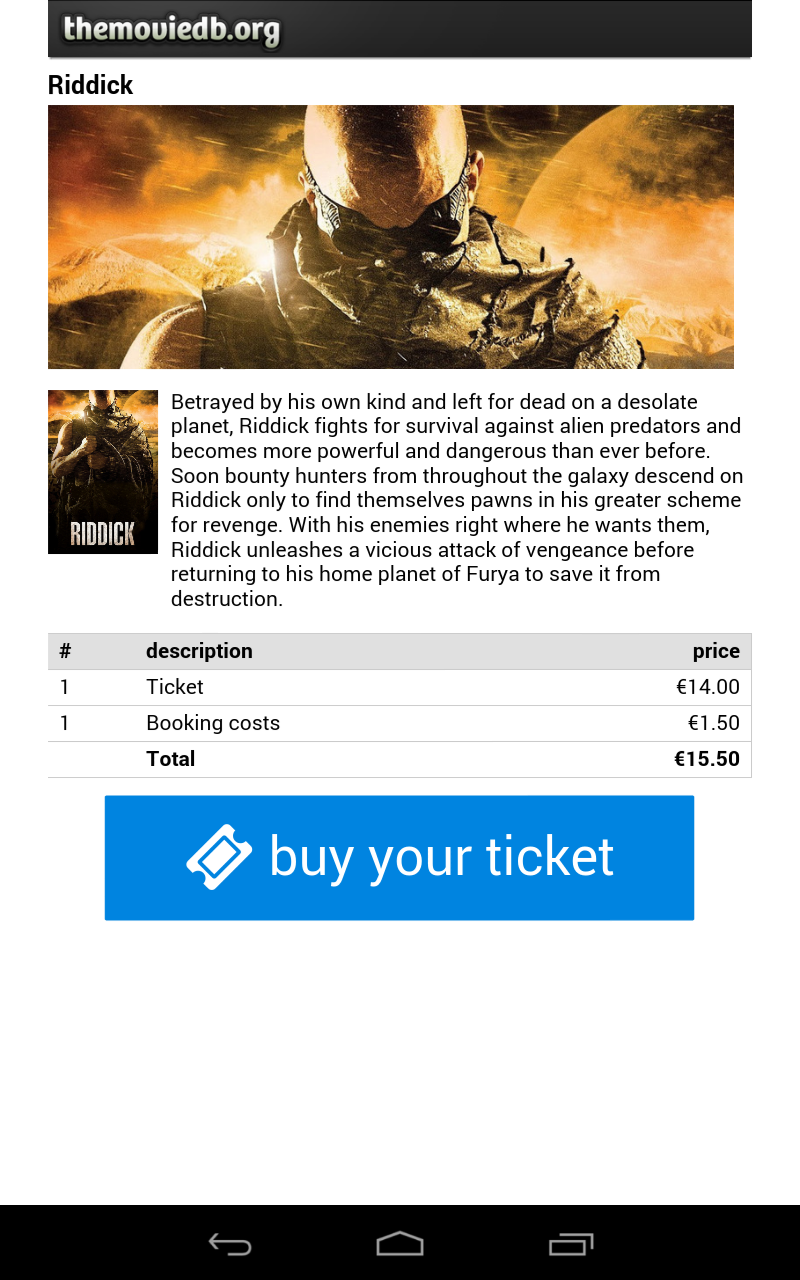 themoviedb.org
Riddick
Betrayed by his own kind and left for dead on a desolate
planet, Riddick fights for survival against alien predators and
becomes more powerful and dangerous than ever before.
Soon bounty hunters from throughout the galaxy descend on
Riddick only to find themselves pawns in his greater scheme
for revenge. With his enemies right where he wants them,
Riddick unleashes a vicious attack of vengeance before
returning to his home planet of Furya to save it from
destruction.
RIDDICK
# description price
1 Ticket €14.00
1 Booking costs €1.50
Total €15.50
buy your ticket